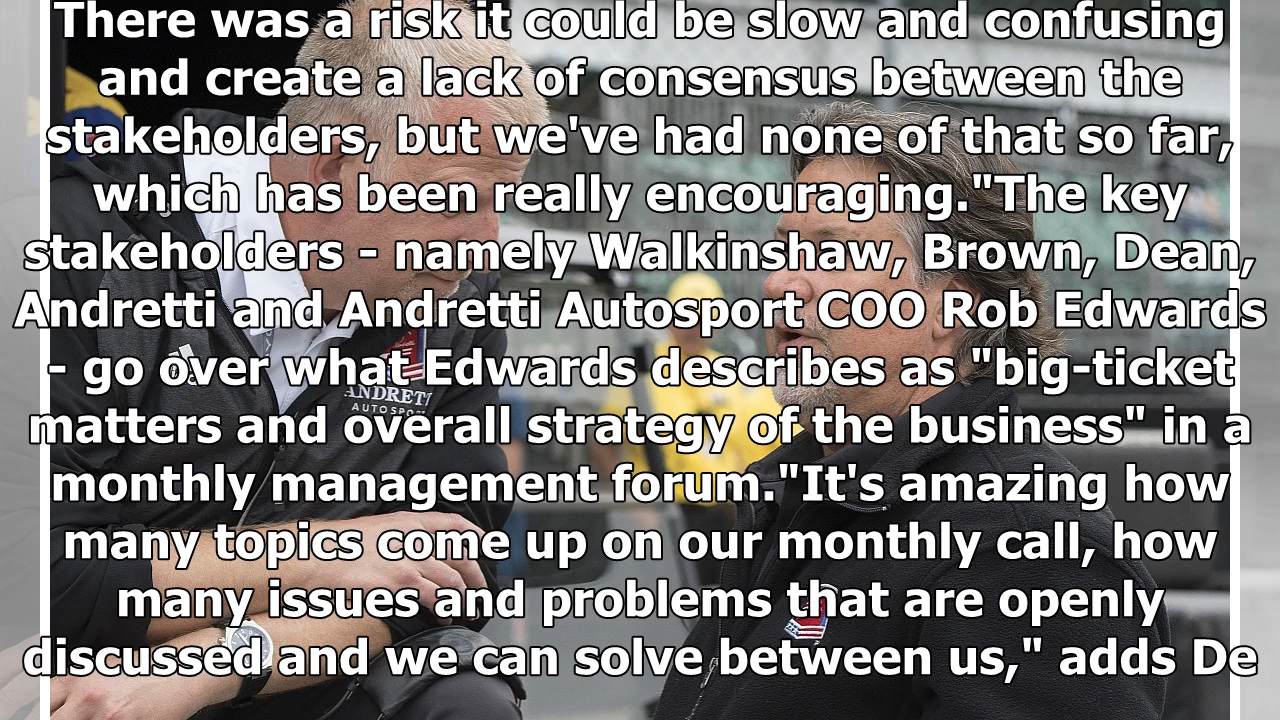 There was a risk it could be slow and confusing
and create a lack of consensus between the
stakeholders, but we've had none of that so far,
which has been really encouraging."The key
stakeholders - namely Walkinshaw, Brown, Dean,
Andretti and Andretti Autosport COO Rob Edwards
- go over what Edwards describes as "big-ticket
matters and overall strategy of the business" in a
monthly management forum."It's amazing how
many topics come up on our monthly call, how
many issues and problems that are openly
discussed and we can solve between us," adds De
ANDRETTI
AUTOSPORT